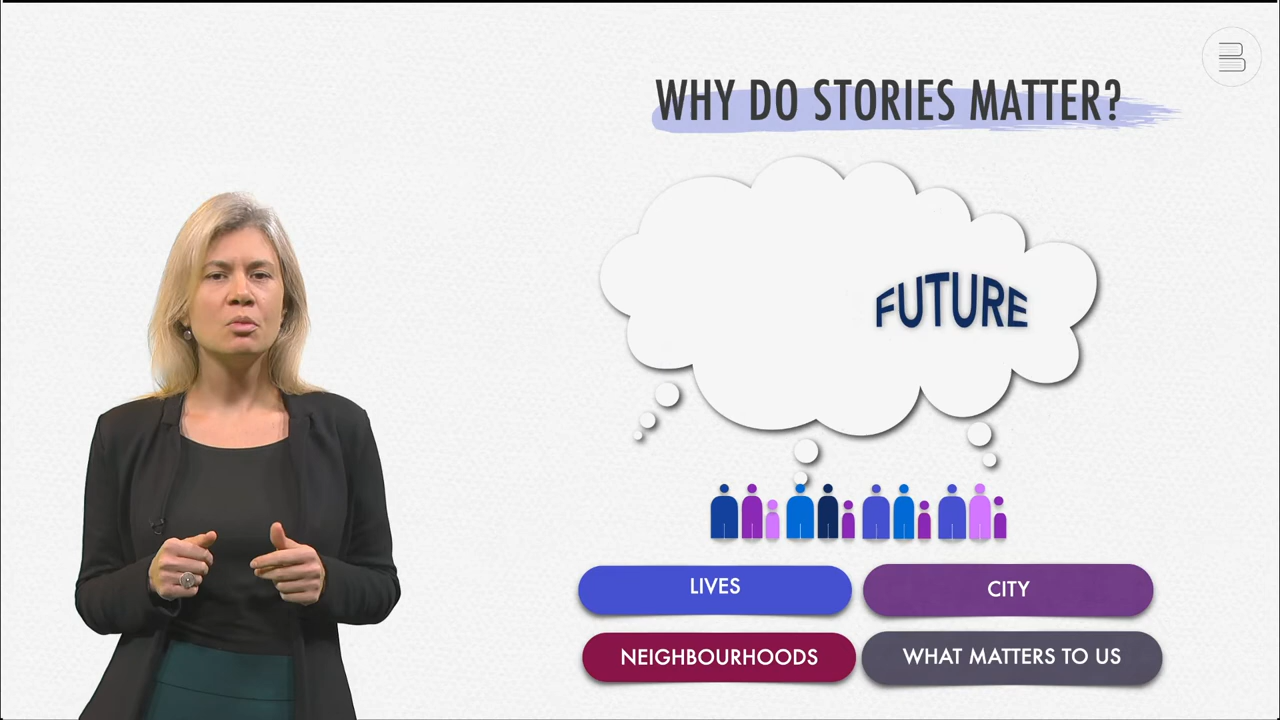 WHY DO STORIES MATTER?
FUTURE
LIVES
CITY
NEIGHBOURHOODS
WHAT MATTERS TO US